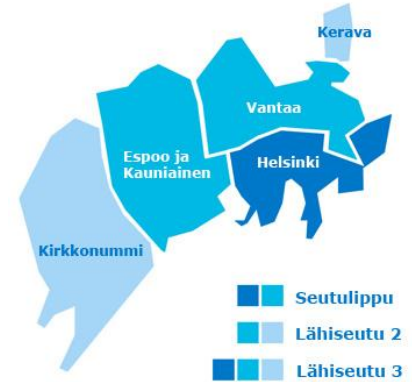 Kerava
Vantaa
Espoo ja
Kauniainen
Helsinki
Kirkkonummi
Seutulippu
Lähiseutu 2
Lähiseutu 3